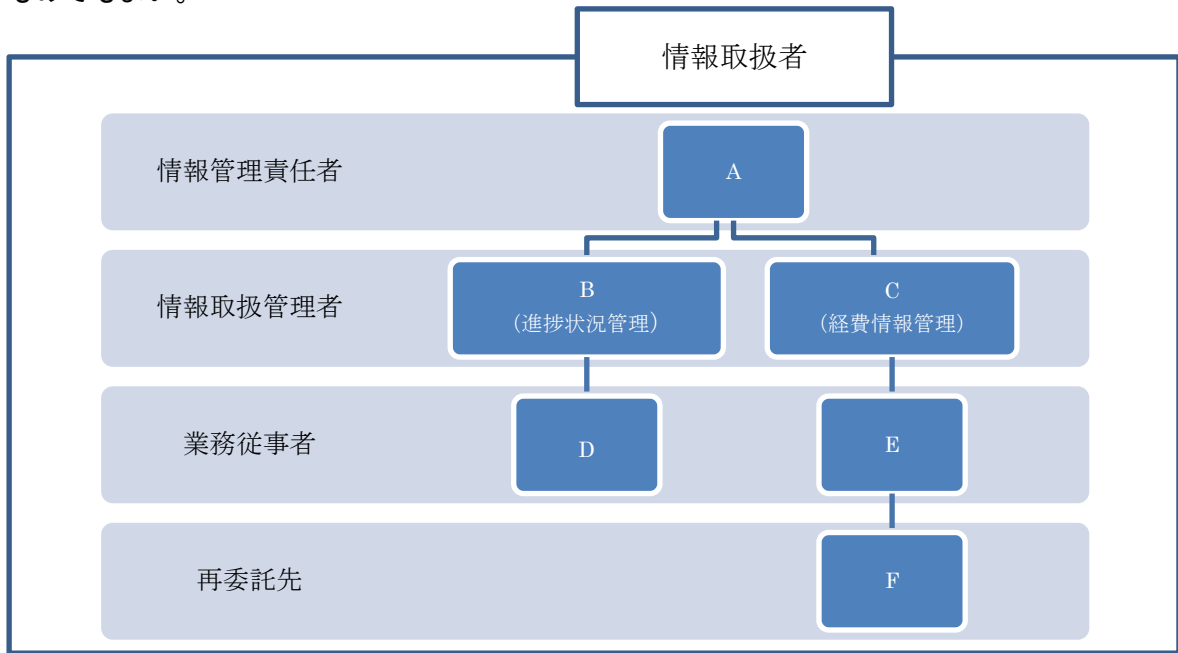 情報取扱者
情報管理責任者
A
情報取扱管理者
B
（進捗状況管理）
C
（経費情報管理）
業務従事者
D
E
再委託先
F